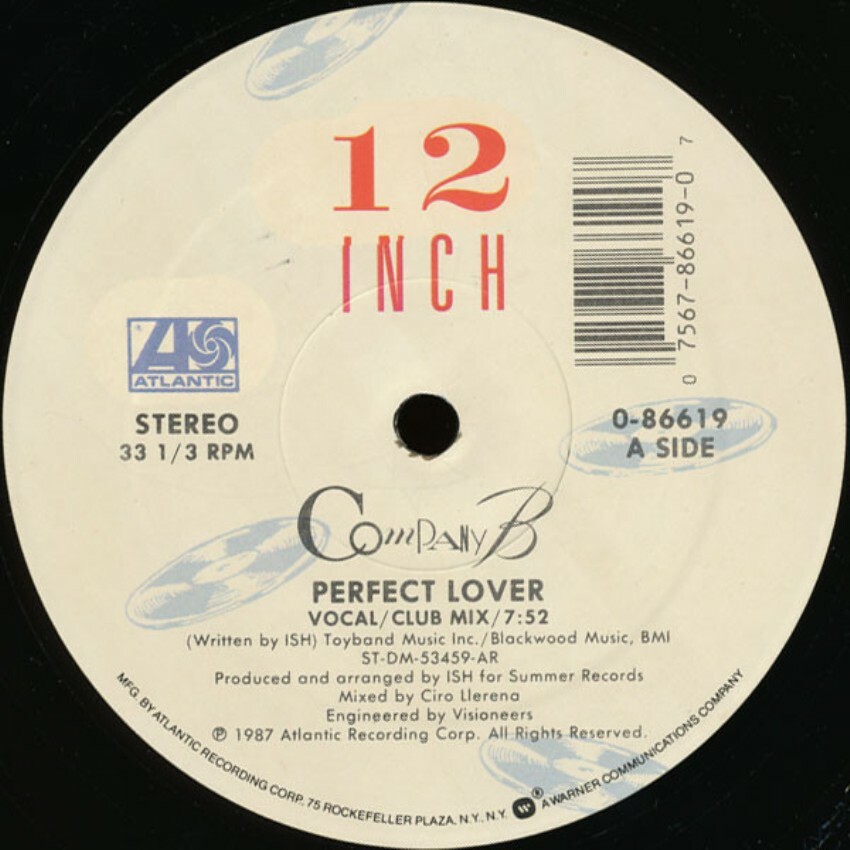 12
INCH
0 7567-86619-0 7
ATLANTIC
STEREO
33 1/3 RPM
0-86619
A SIDE
Company B
PERFECT LOVER
VOCAL/CLUB MIX/7:52
(Written by ISH) Toyband Music Inc./Blackwood Music, BMI
ST-DM-53459-AR
Produced and arranged by ISH for Summer Records
Mixed by Ciro Llerena
Engineered by Visioneers
℗ 1987 Atlantic Recording Corp. All Rights Reserved.
MFG. BY ATLANTIC RECORDING CORP. 75 ROCKEFELLER PLAZA, N.Y., N.Y. ® A WARNER COMMUNICATIONS COMPANY